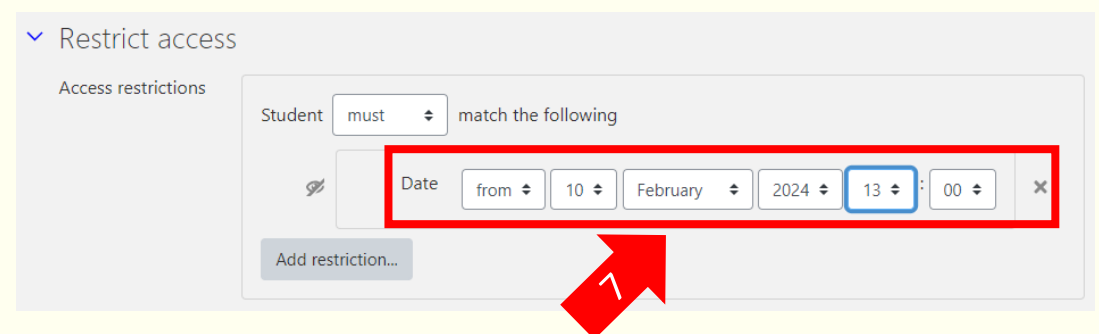 Restrict access
Access restrictions
Student must match the following
Date from 10 February 2024 13 : 00
Add restriction...
7